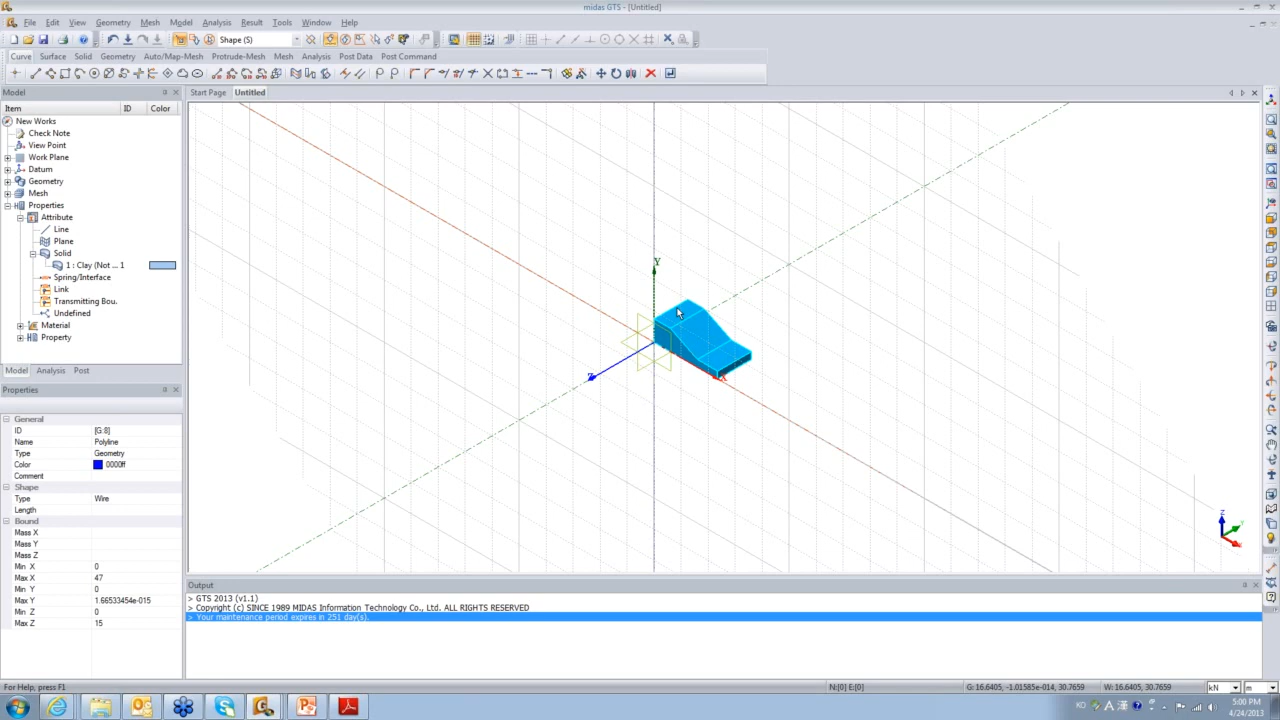 midas GTS - [Untitled]
File Edit View Geometry Mesh Model Analysis Result Tools Window Help
Shape (S)
Curve Surface Solid Geometry Auto/Map-Mesh Protrude-Mesh Mesh Analysis Post Data Post Command
Model
Start Page Untitled
Item ID Color
New Works
Check Note
View Point
Work Plane
Datum
Geometry
Mesh
Properties
Attribute
Line
Plane
Solid
1 : Clay (Not ... 1
Spring/Interface
Link
Transmitting Bou.
Undefined
Material
Property
Y
Z
X
Model Analysis Post
Properties
General
ID [G:8]
Name Polyline
Type Geometry
Color 0000ff
Comment
Shape
Type Wire
Length
Bound
Mass X
Mass Y
Mass Z
Min X 0
Max X 47
Min Y 0
Max Y 1.66533454e-015
Min Z 0
Max Z 15
Z
Y
Output
> GTS 2013 (v1.1)
> Copyright (c) SINCE 1989 MIDAS Information Technology Co., Ltd. ALL RIGHTS RESERVED
> Your maintenance period expires in 251 day(s).
For Help, press F1
N:[0] E:[0]
G: 16.6405, -1.01585e-014, 30.7659
W: 16.6405, 30.7659
kN
m
KO A 漢
5:00 PM
4/24/2013